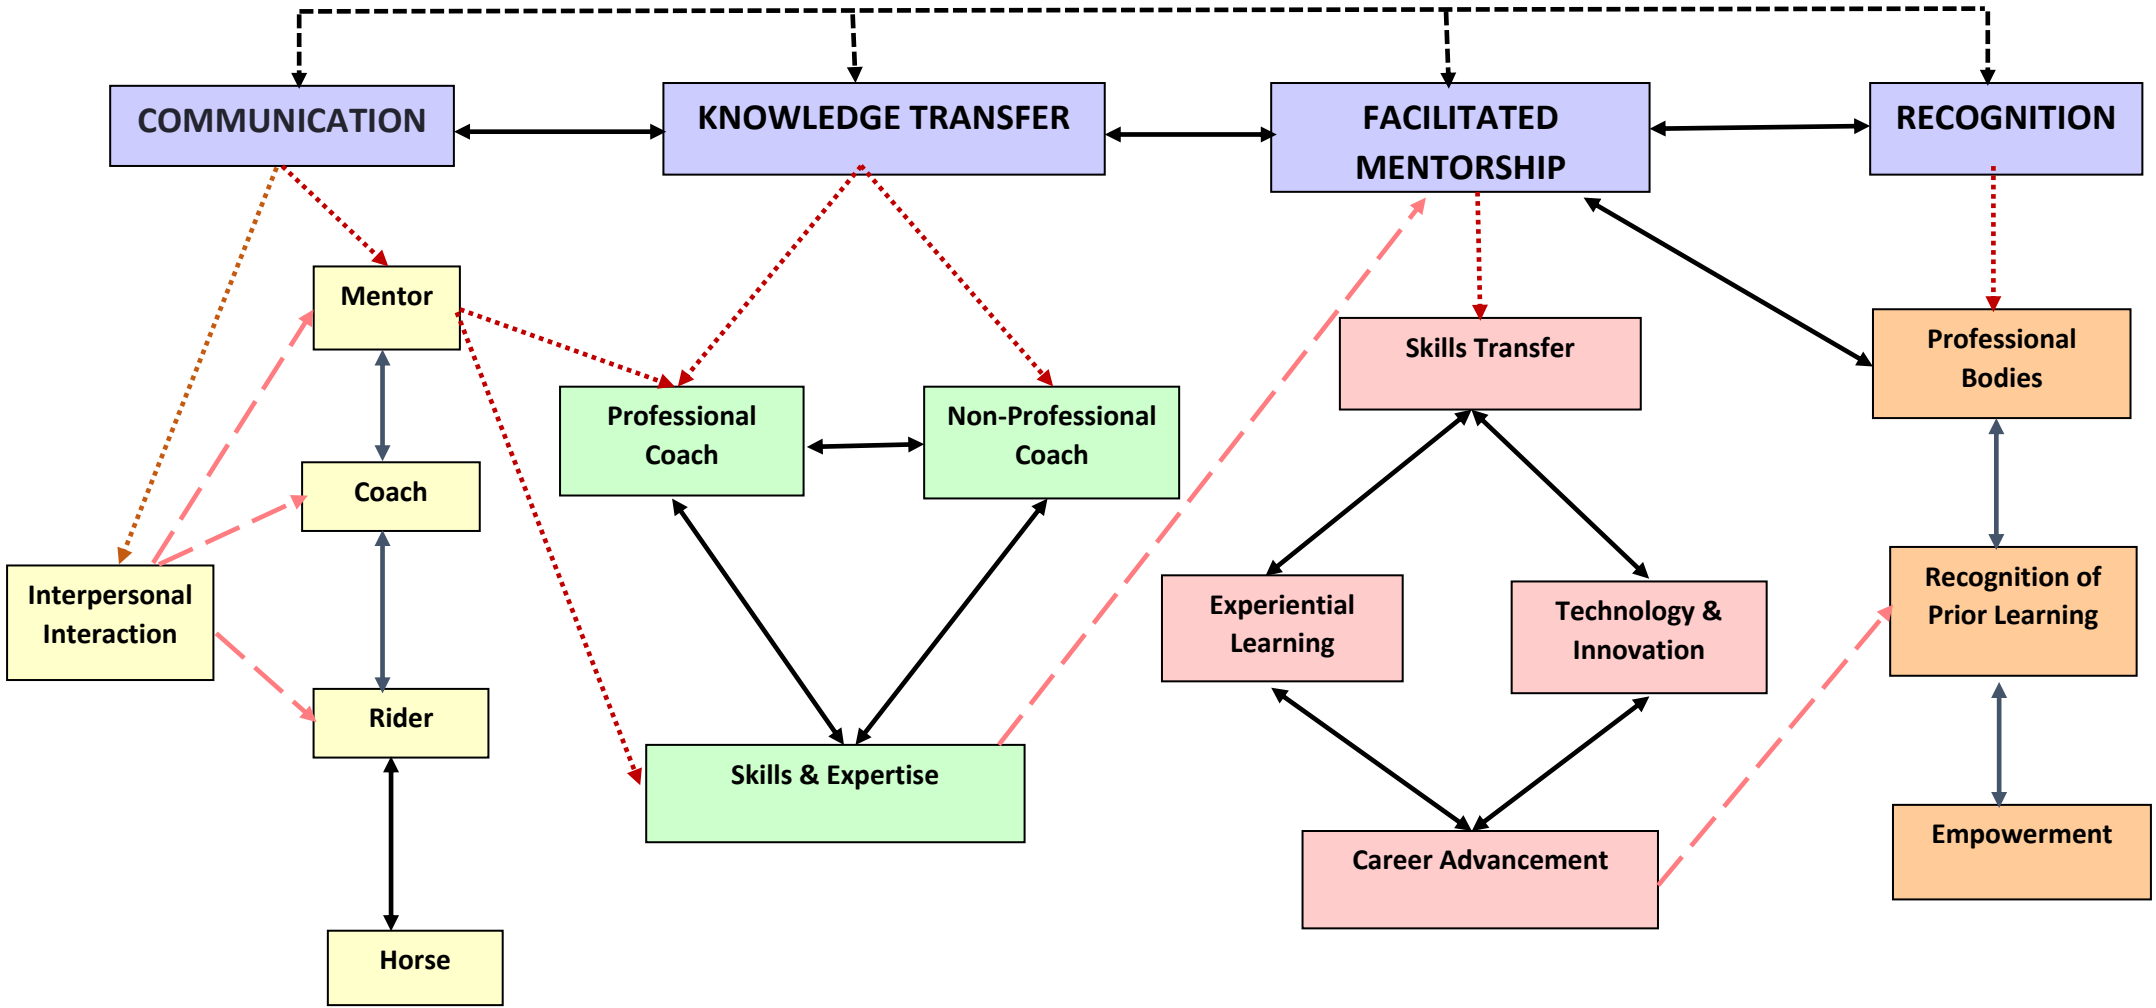 COMMUNICATION
KNOWLEDGE TRANSFER
FACILITATED
MENTORSHIP
RECOGNITION
Mentor
Coach
Interpersonal
Interaction
Rider
Horse
Professional
Coach
Non-Professional
Coach
Skills & Expertise
Skills Transfer
Experiential
Learning
Technology &
Innovation
Career Advancement
Professional
Bodies
Recognition of
Prior Learning
Empowerment